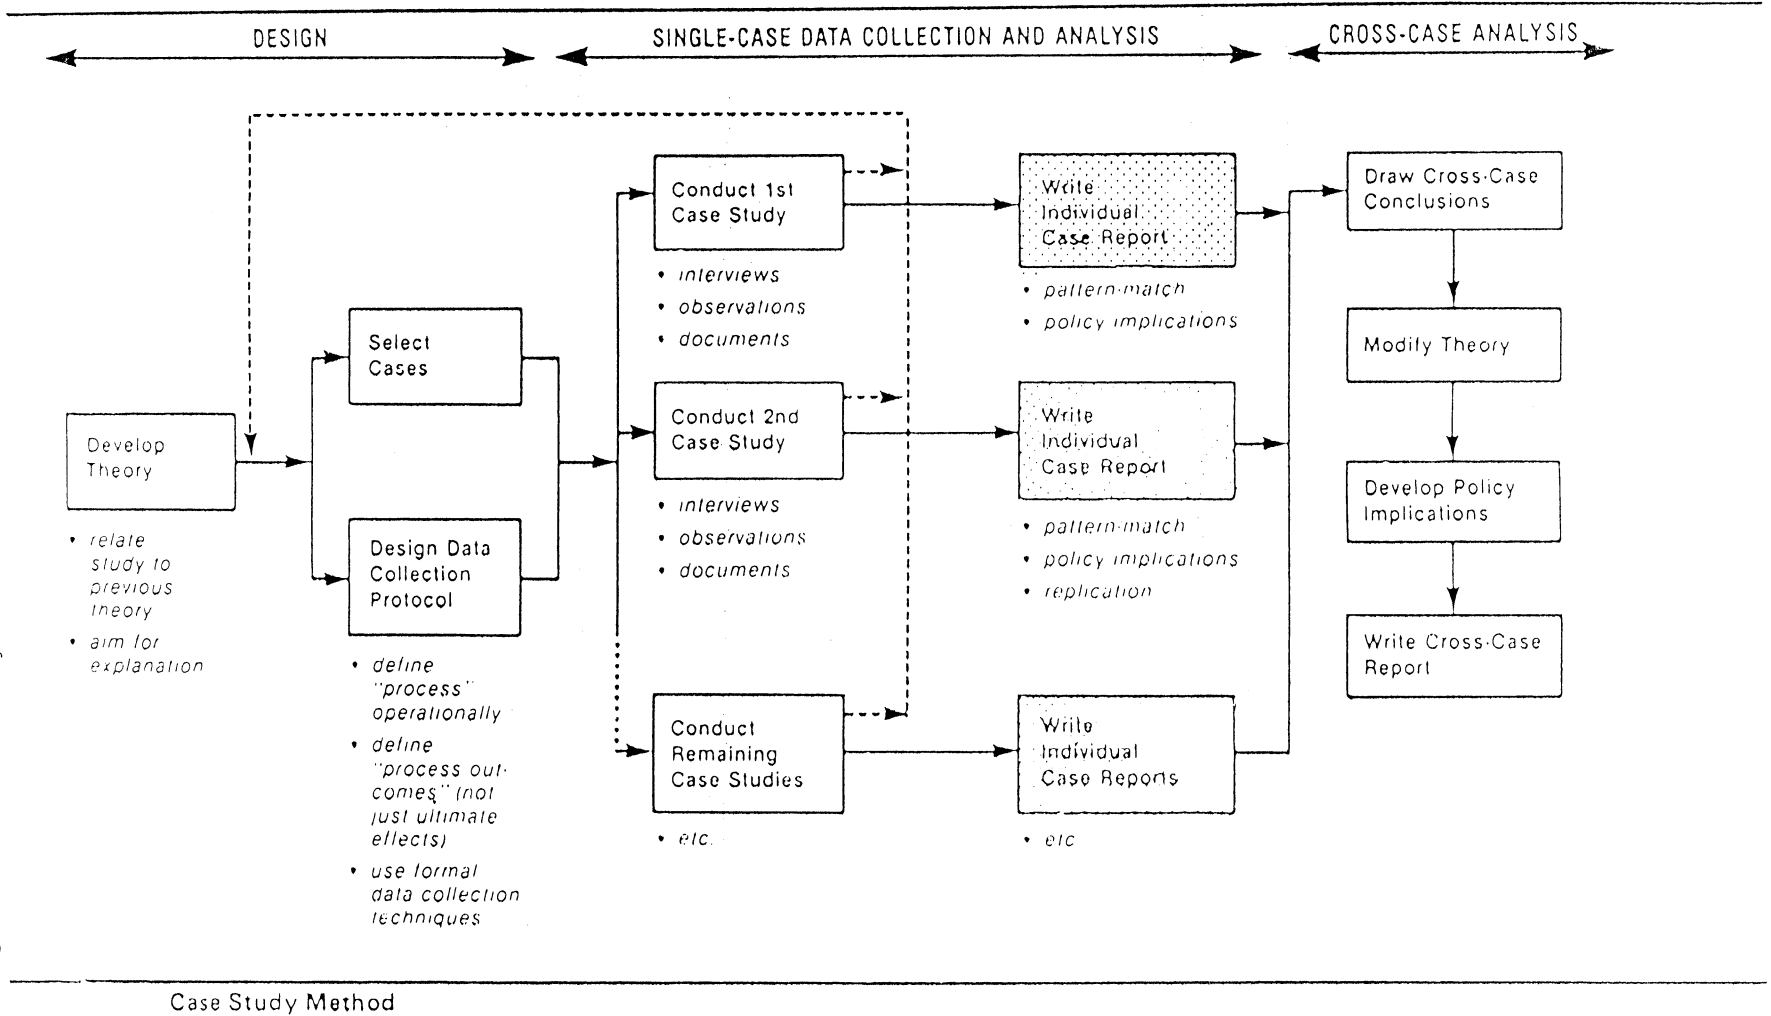 DESIGN
SINGLE-CASE DATA COLLECTION AND ANALYSIS
CROSS-CASE ANALYSIS
Develop
Theory
• relate
study to
previous
theory
• aim for
explanation
Select
Cases
Design Data
Collection
Protocol
• define
"process"
operationally
• define
"process out-
comes" (not
just ultimate
effects)
• use formal
data collection
techniques
Conduct 1st
Case Study
• interviews
• observations
• documents
Conduct 2nd
Case Study
• interviews
• observations
• documents
Conduct
Remaining
Case Studies
• etc.
Write
Individual
Case Report
• pattern-match
• policy implications
Write
Individual
Case Report
• pattern-match
• policy implications
• replication
Write
Individual
Case Reports
• etc
Draw Cross-Case
Conclusions
Modify Theory
Develop Policy
Implications
Write Cross-Case
Report
Case Study Method